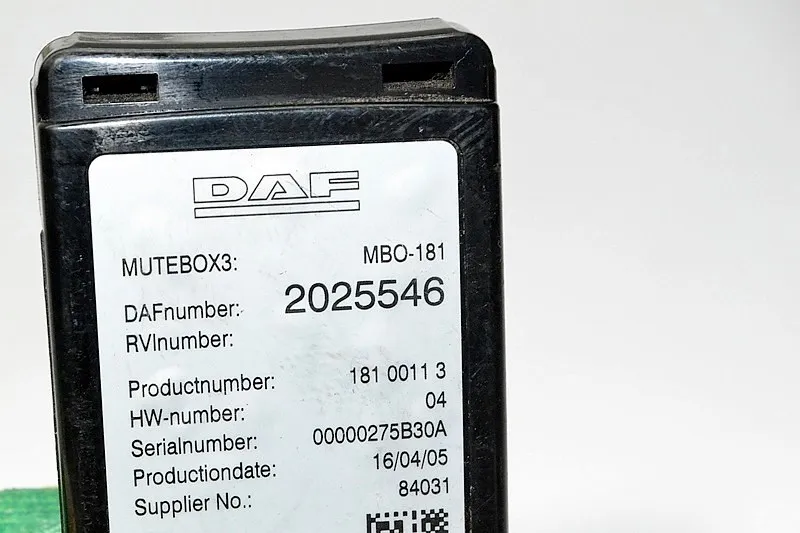 DAF
MUTEBOX3: MBO-181
DAFnumber: 2025546
RVInumber:
Productnumber: 181 0011 3
HW-number: 04
Serialnumber: 00000275B30A
Productiondate: 16/04/05
Supplier No.: 84031